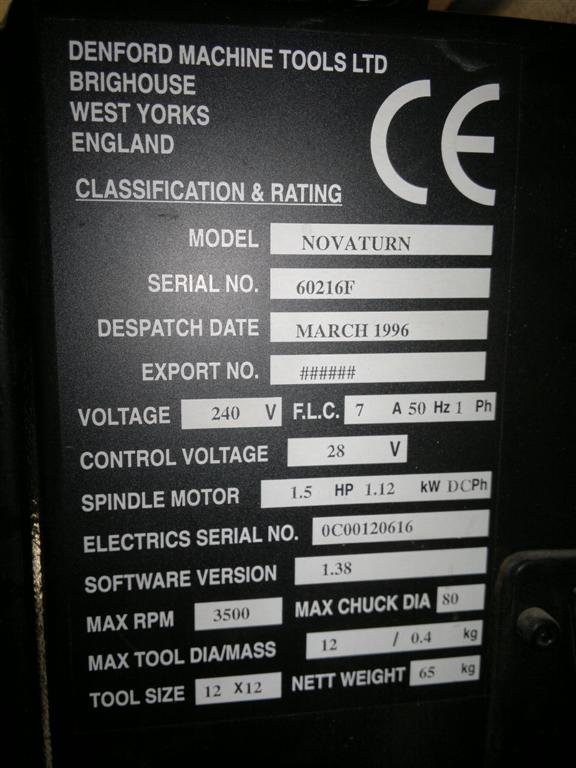 DENFORD MACHINE TOOLS LTD
BRIGHOUSE
WEST YORKS
ENGLAND
CE
CLASSIFICATION & RATING
MODEL NOVATURN
SERIAL NO. 60216F
DESPATCH DATE MARCH 1996
EXPORT NO. ######
VOLTAGE 240 V F.L.C. 7 A 50 Hz 1 Ph
CONTROL VOLTAGE 28 V
SPINDLE MOTOR 1.5 HP 1.12 kW DC Ph
ELECTRICS SERIAL NO. 0C00120616
SOFTWARE VERSION 1.38
MAX RPM 3500 MAX CHUCK DIA 80
MAX TOOL DIA/MASS 12 / 0.4 kg
TOOL SIZE 12 X 12 NETT WEIGHT 65 kg